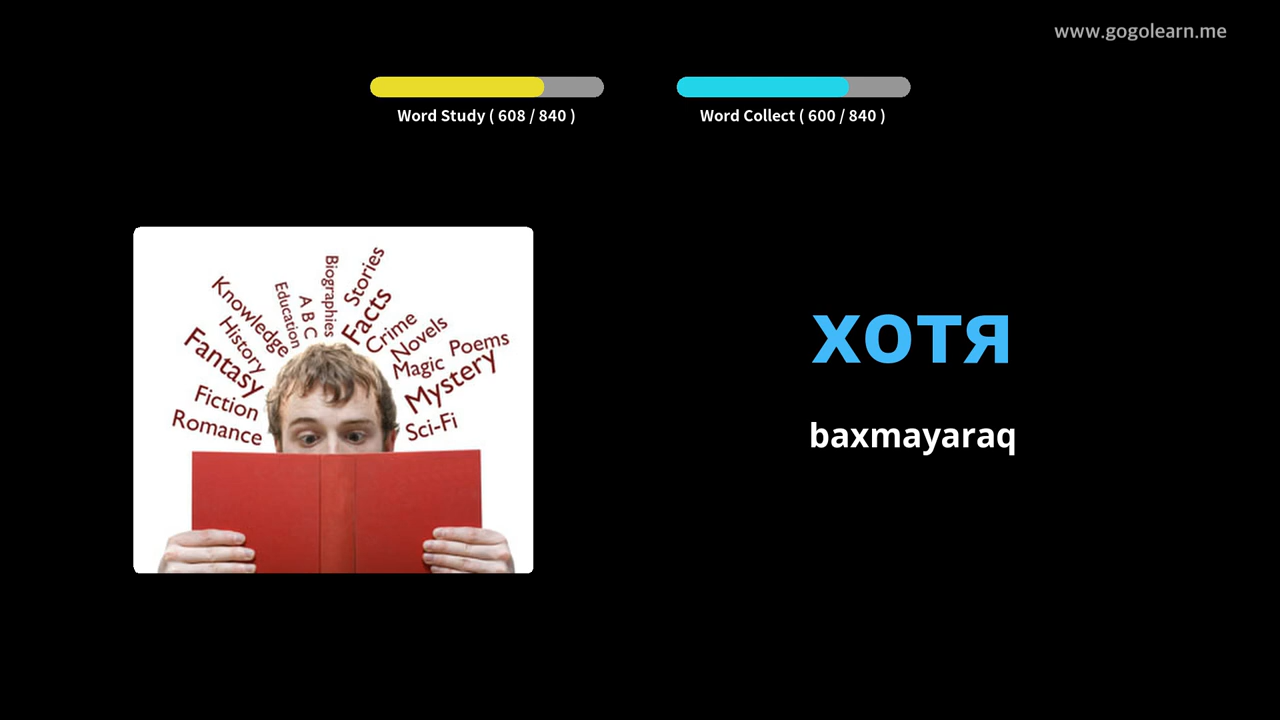 www.gogolearn.me
Word Study ( 608 / 840 )
Word Collect ( 600 / 840 )
Biographies
Stories
Knowledge
Education
A B C
Facts
Crime
History
Novels
Poems
Fantasy
Magic
Mystery
Fiction
Romance
Sci-Fi
хотя
baxmayaraq